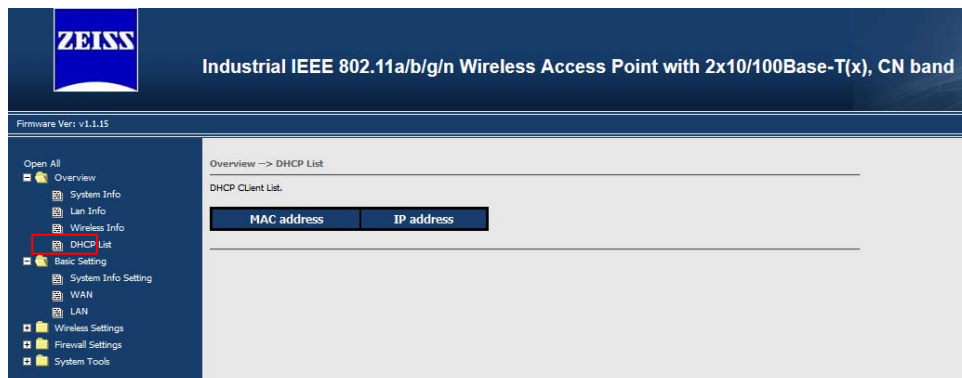 ZEISS
Industrial IEEE 802.11a/b/g/n Wireless Access Point with 2x10/100Base-T(x), CN band
Firmware Ver: v1.1.15
Open All
Overview
System Info
Lan Info
Wireless Info
DHCP List
Basic Setting
System Info Setting
WAN
LAN
Wireless Settings
Firewall Settings
System Tools
Overview --> DHCP List
DHCP CLient List.
MAC address IP address